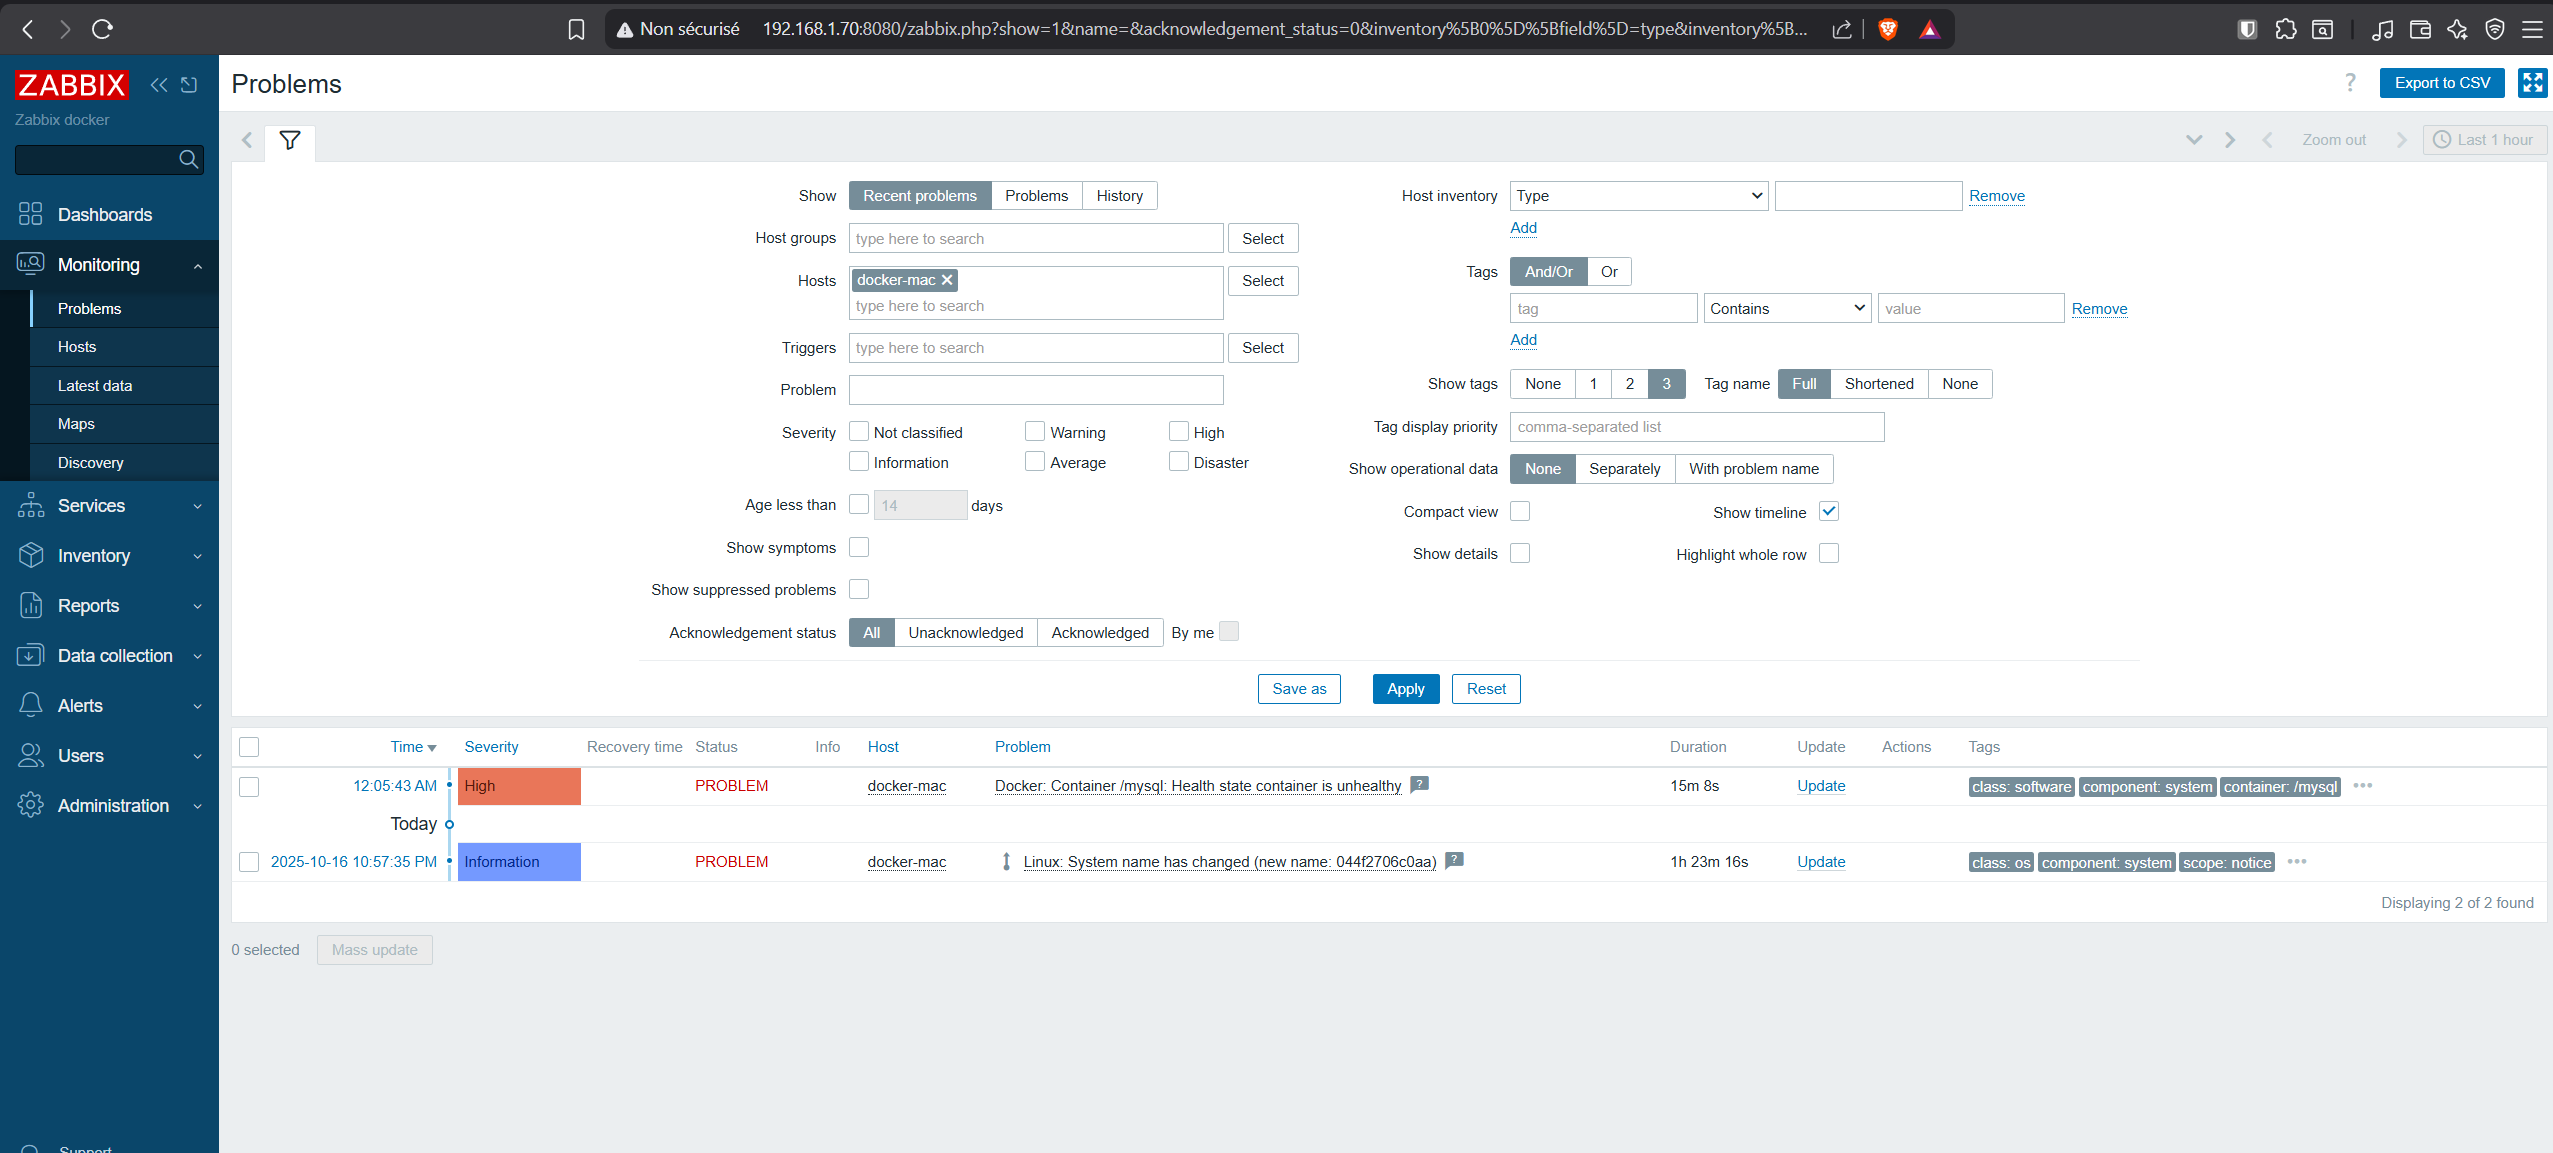 Non sécurisé 192.168.1.70:8080/zabbix.php?show=1&name=&acknowledgement_status=0&inventory%5B0%5D%5Bfield%5D=type&inventory%5B...
ZABBIX
Zabbix docker
Dashboards
Monitoring
Problems
Hosts
Latest data
Maps
Discovery
Services
Inventory
Reports
Data collection
Alerts
Users
Administration
Support
Problems
? Export to CSV
Zoom out Last 1 hour
Show Recent problems Problems History
Host groups type here to search Select
Hosts docker-mac Select
type here to search
Triggers type here to search Select
Problem
Severity Not classified Warning High
Information Average Disaster
Age less than 14 days
Show symptoms
Show suppressed problems
Acknowledgement status All Unacknowledged Acknowledged By me
Host inventory Type Remove
Add
Tags And/Or Or
tag Contains value Remove
Add
Show tags None 1 2 3 Tag name Full Shortened None
Tag display priority comma-separated list
Show operational data None Separately With problem name
Compact view Show timeline
Show details Highlight whole row
Save as Apply Reset
Time Severity Recovery time Status Info Host Problem Duration Update Actions Tags
12:05:43 AM High PROBLEM docker-mac Docker: Container /mysql: Health state container is unhealthy ? 15m 8s Update class: software component: system container: /mysql •••
Today
2025-10-16 10:57:35 PM Information PROBLEM docker-mac Linux: System name has changed (new name: 044f2706c0aa) ? 1h 23m 16s Update class: os component: system scope: notice •••
Displaying 2 of 2 found
0 selected Mass update